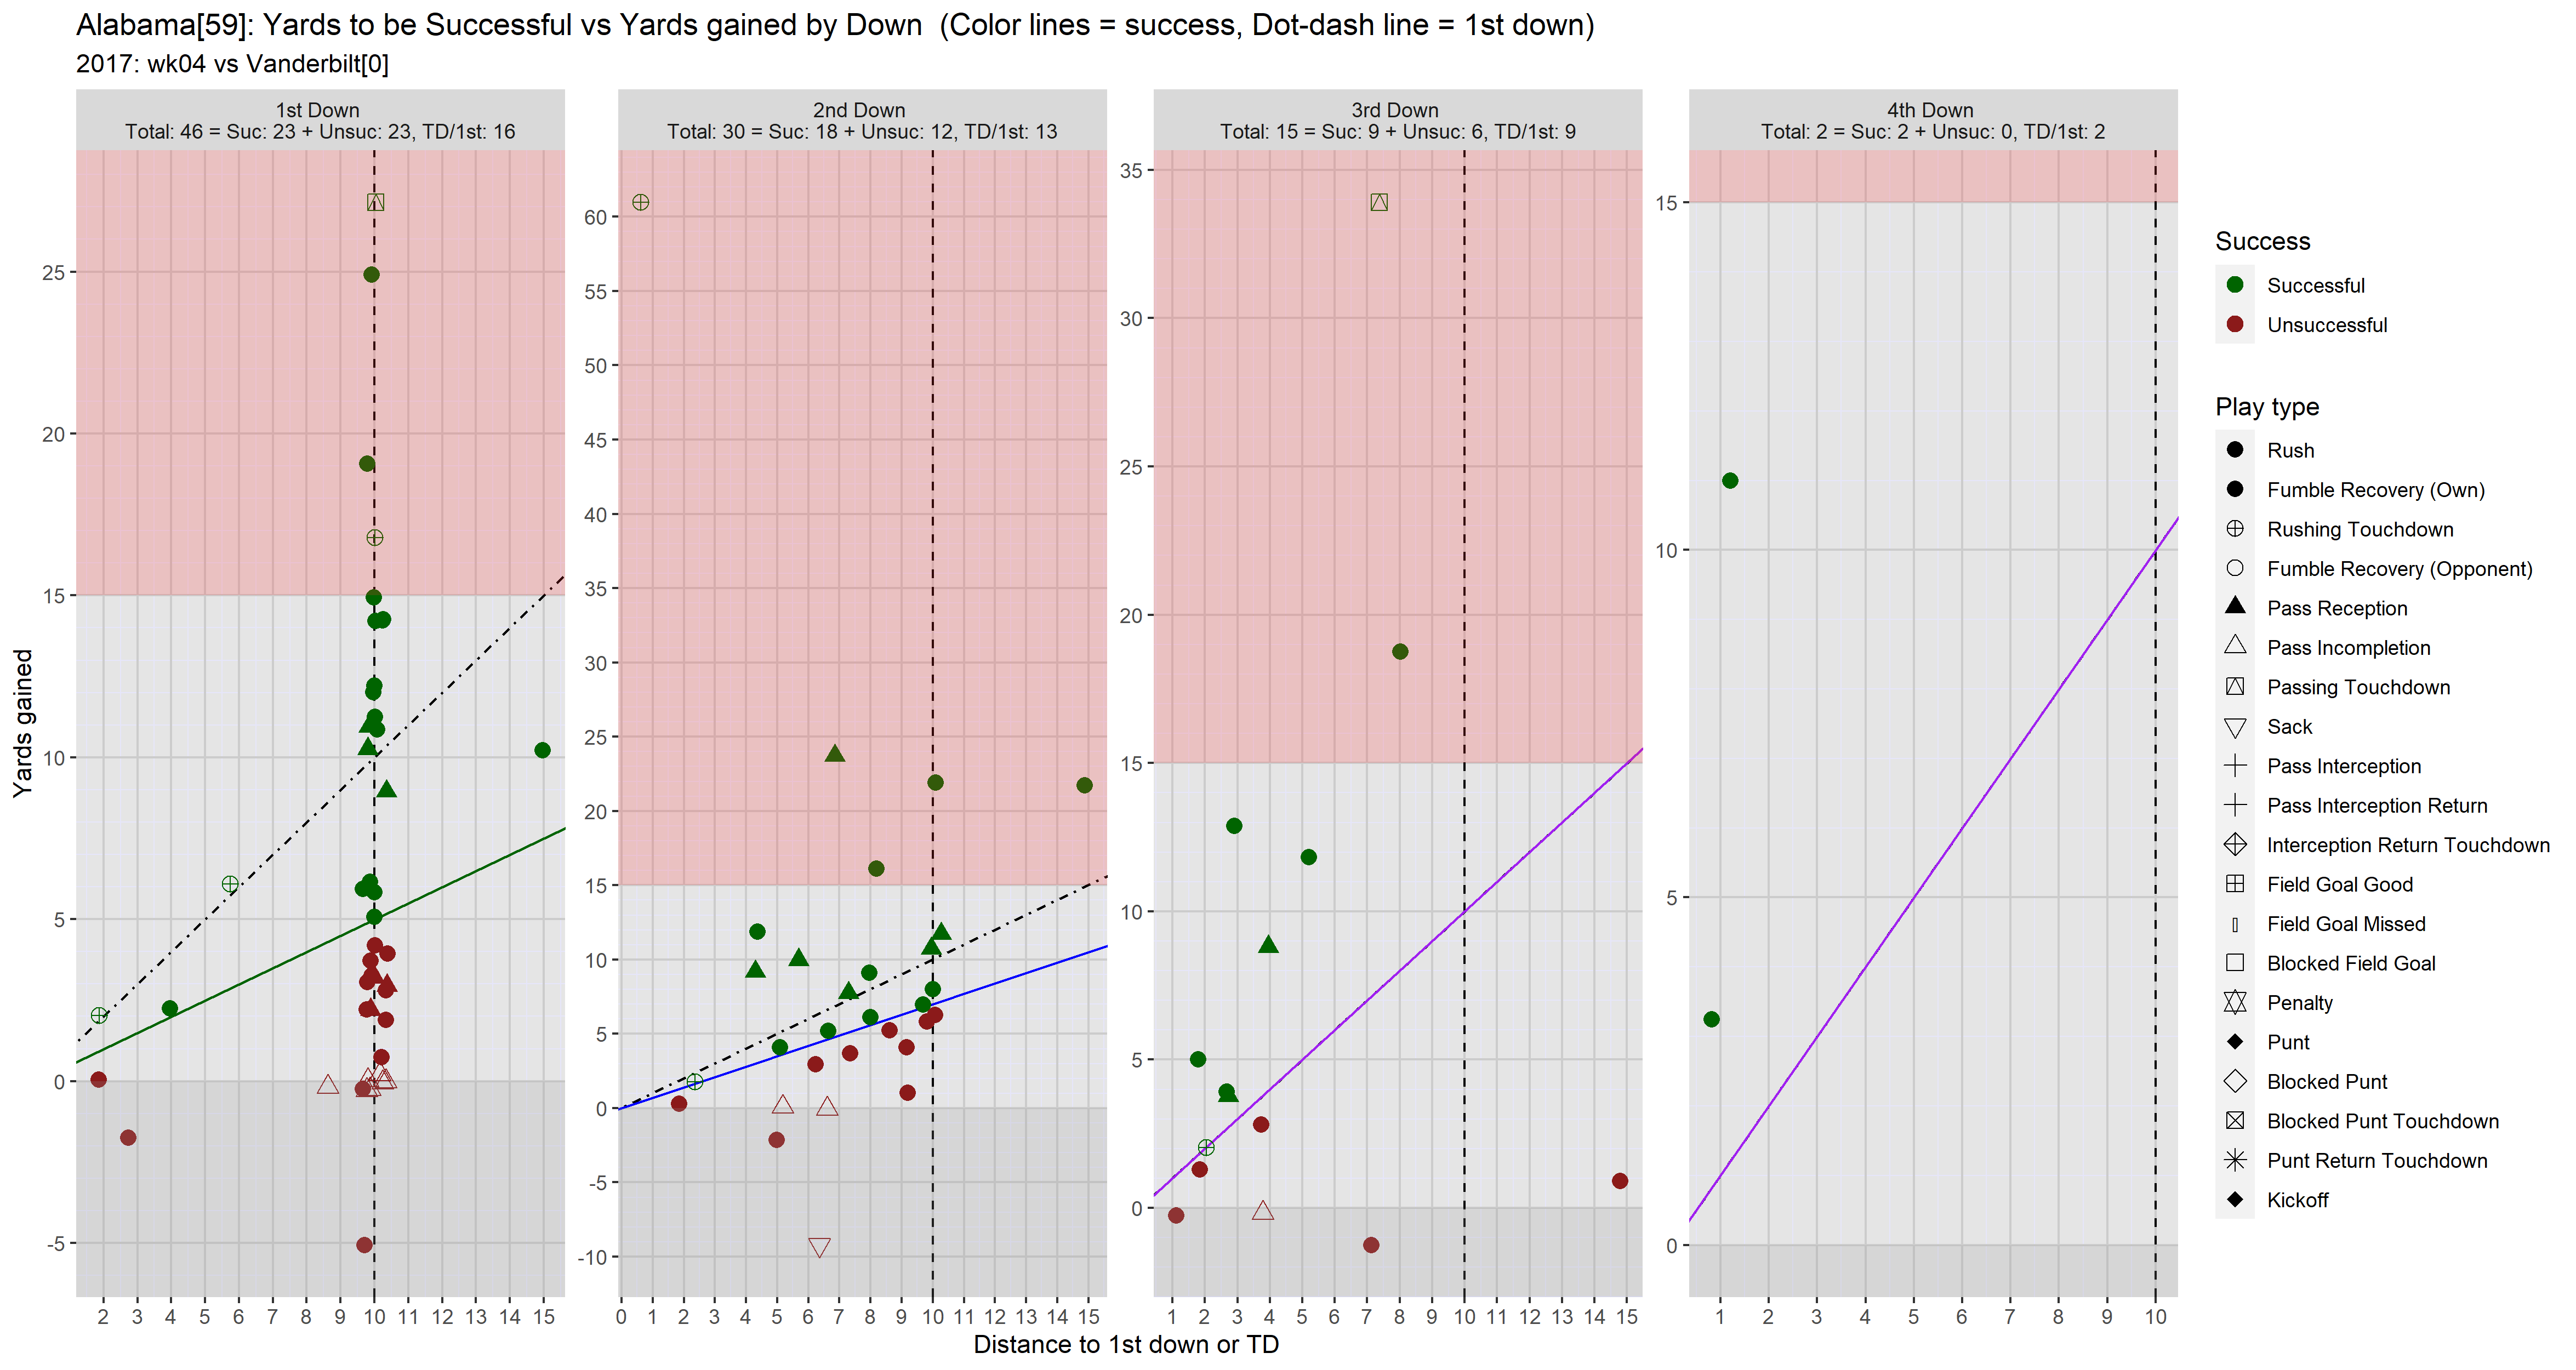 Alabama[59]: Yards to be Successful vs Yards gained by Down  (Color lines = success, Dot-dash line = 1st down)
2017: wk04 vs Vanderbilt[0]
1st Down
Total: 46 = Suc: 23 + Unsuc: 23, TD/1st: 16
2nd Down
Total: 30 = Suc: 18 + Unsuc: 12, TD/1st: 13
3rd Down
Total: 15 = Suc: 9 + Unsuc: 6, TD/1st: 9
4th Down
Total: 2 = Suc: 2 + Unsuc: 0, TD/1st: 2
Yards gained
25
20
15
10
5
0
-5
2 3 4 5 6 7 8 9 10 11 12 13 14 15
60
55
50
45
40
35
30
25
20
15
10
5
0
-5
-10
0 1 2 3 4 5 6 7 8 9 10 11 12 13 14 15
35
30
25
20
15
10
5
0
1 2 3 4 5 6 7 8 9 10 11 12 13 14 15
15
10
5
0
1 2 3 4 5 6 7 8 9 10
Distance to 1st down or TD
Success
Successful
Unsuccessful
Play type
Rush
Fumble Recovery (Own)
Rushing Touchdown
Fumble Recovery (Opponent)
Pass Reception
Pass Incompletion
Passing Touchdown
Sack
Pass Interception
Pass Interception Return
Interception Return Touchdown
Field Goal Good
Field Goal Missed
Blocked Field Goal
Penalty
Punt
Blocked Punt
Blocked Punt Touchdown
Punt Return Touchdown
Kickoff